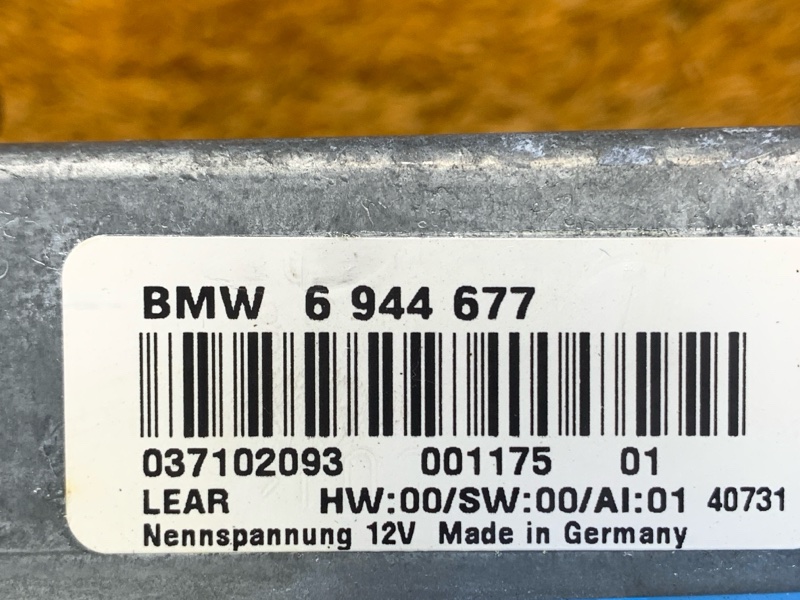 BMW 6 944 677
037102093 001175 01
LEAR HW:00/SW:00/AI:01 40731
Nennspannung 12V Made in Germany